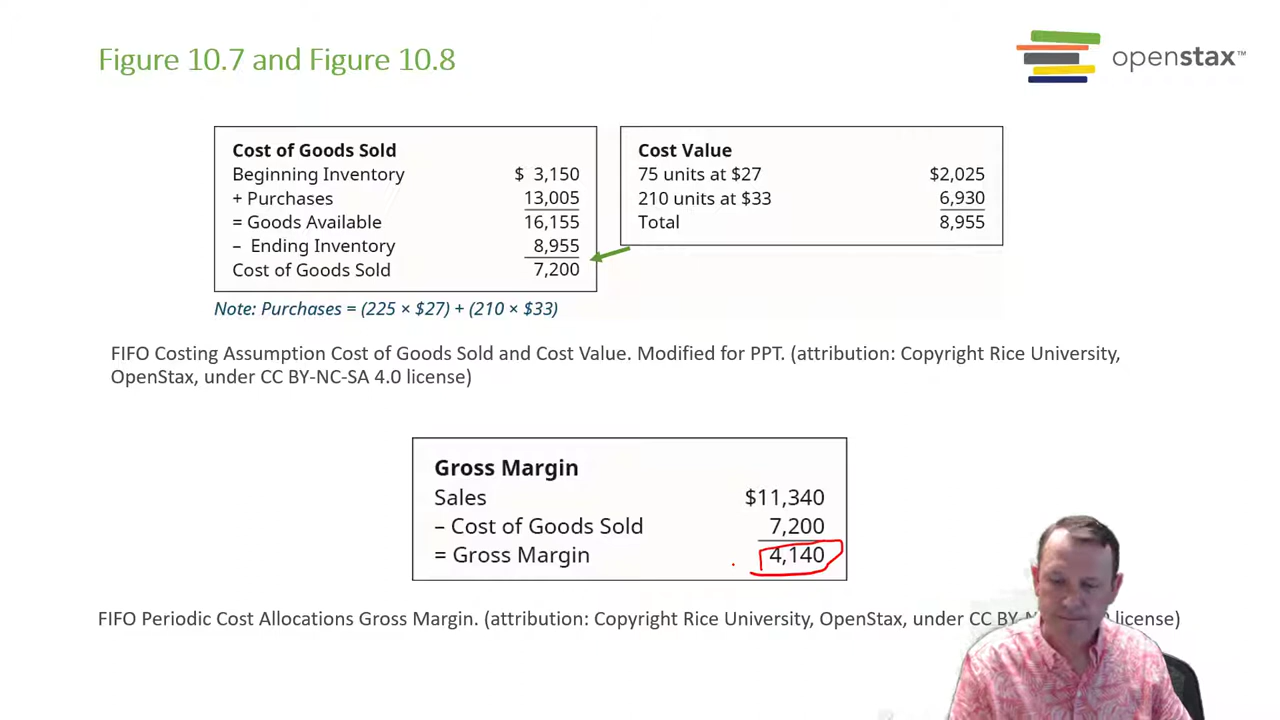 Figure 10.7 and Figure 10.8
openstax™
Cost of Goods Sold
Beginning Inventory $ 3,150
+ Purchases 13,005
= Goods Available 16,155
– Ending Inventory 8,955
Cost of Goods Sold 7,200
Cost Value
75 units at $27 $2,025
210 units at $33 6,930
Total 8,955
Note: Purchases = (225 × $27) + (210 × $33)
FIFO Costing Assumption Cost of Goods Sold and Cost Value. Modified for PPT. (attribution: Copyright Rice University,
OpenStax, under CC BY-NC-SA 4.0 license)
Gross Margin
Sales $11,340
– Cost of Goods Sold 7,200
= Gross Margin 4,140
FIFO Periodic Cost Allocations Gross Margin. (attribution: Copyright Rice University, OpenStax, under CC license)